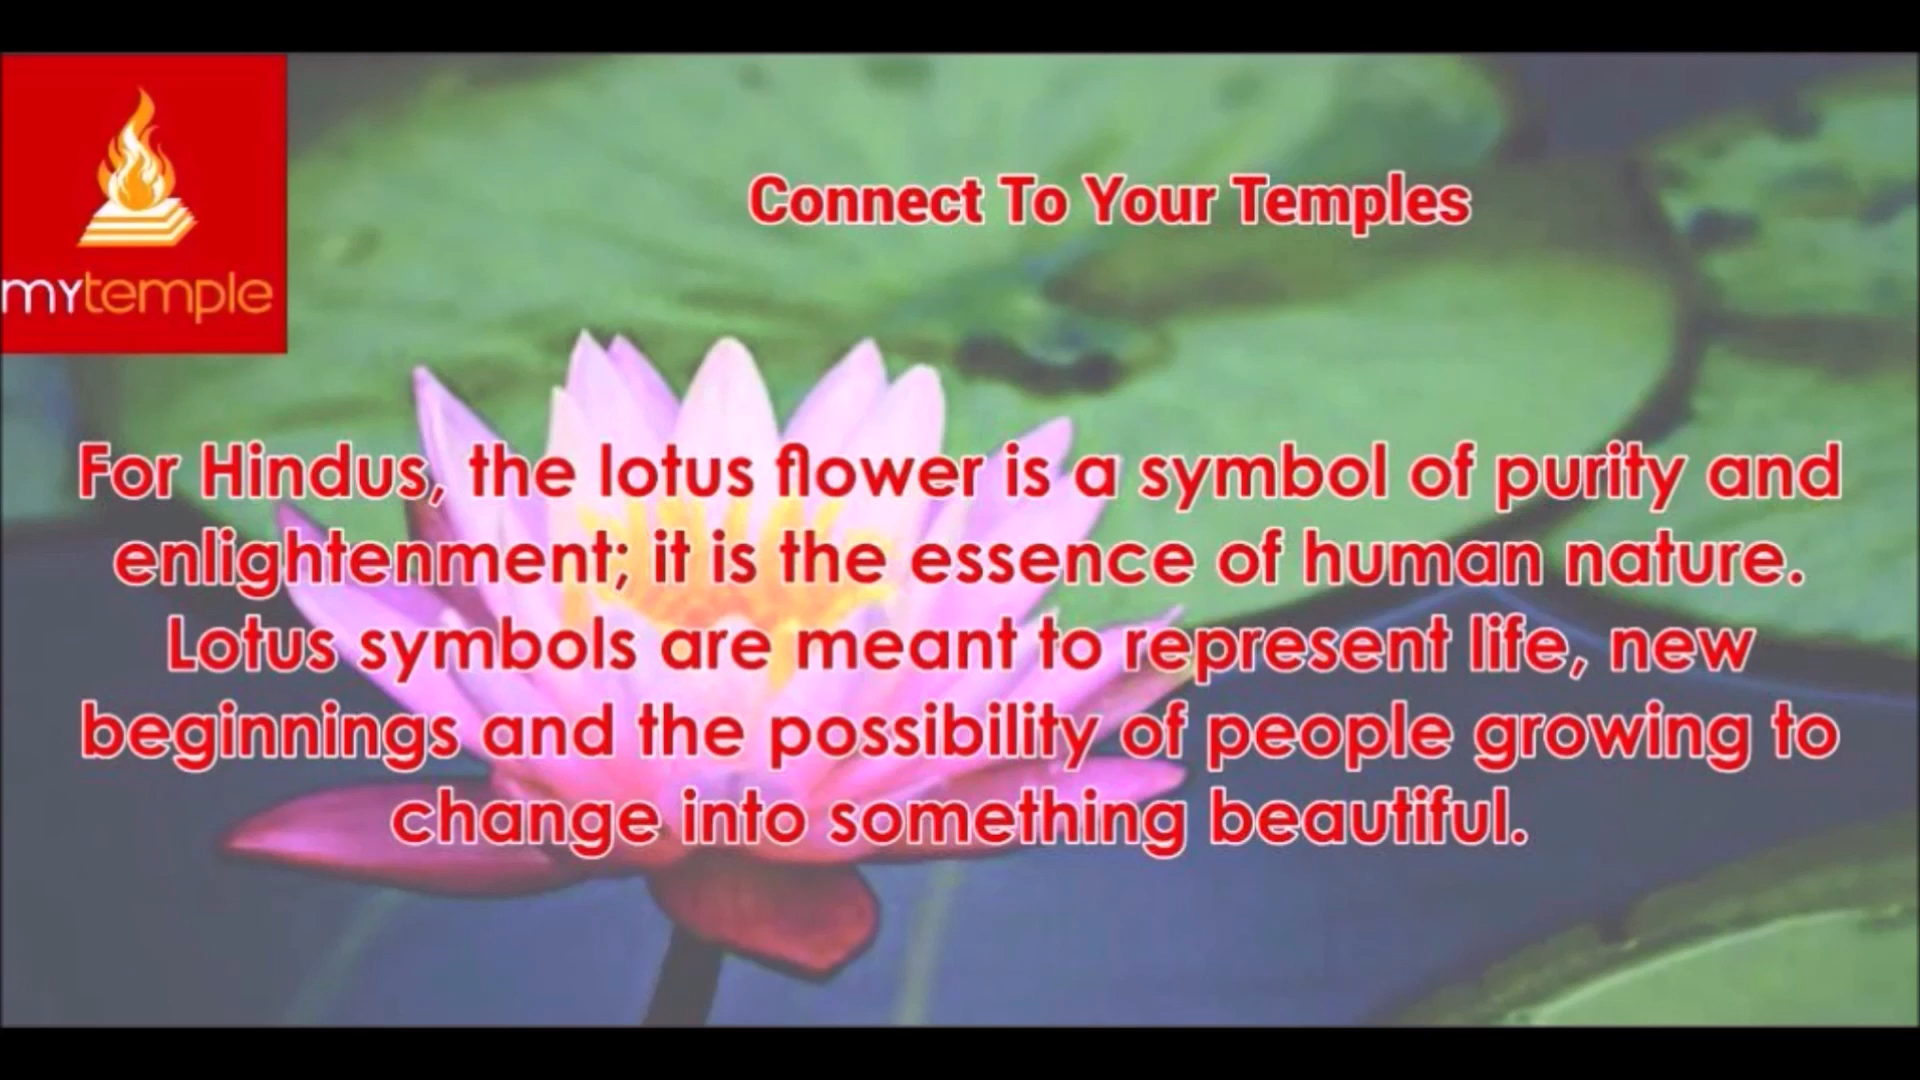 mytemple
Connect To Your Temples
For Hindus, the lotus flower is a symbol of purity and
enlightenment; it is the essence of human nature.
Lotus symbols are meant to represent life, new
beginnings and the possibility of people growing to
change into something beautiful.